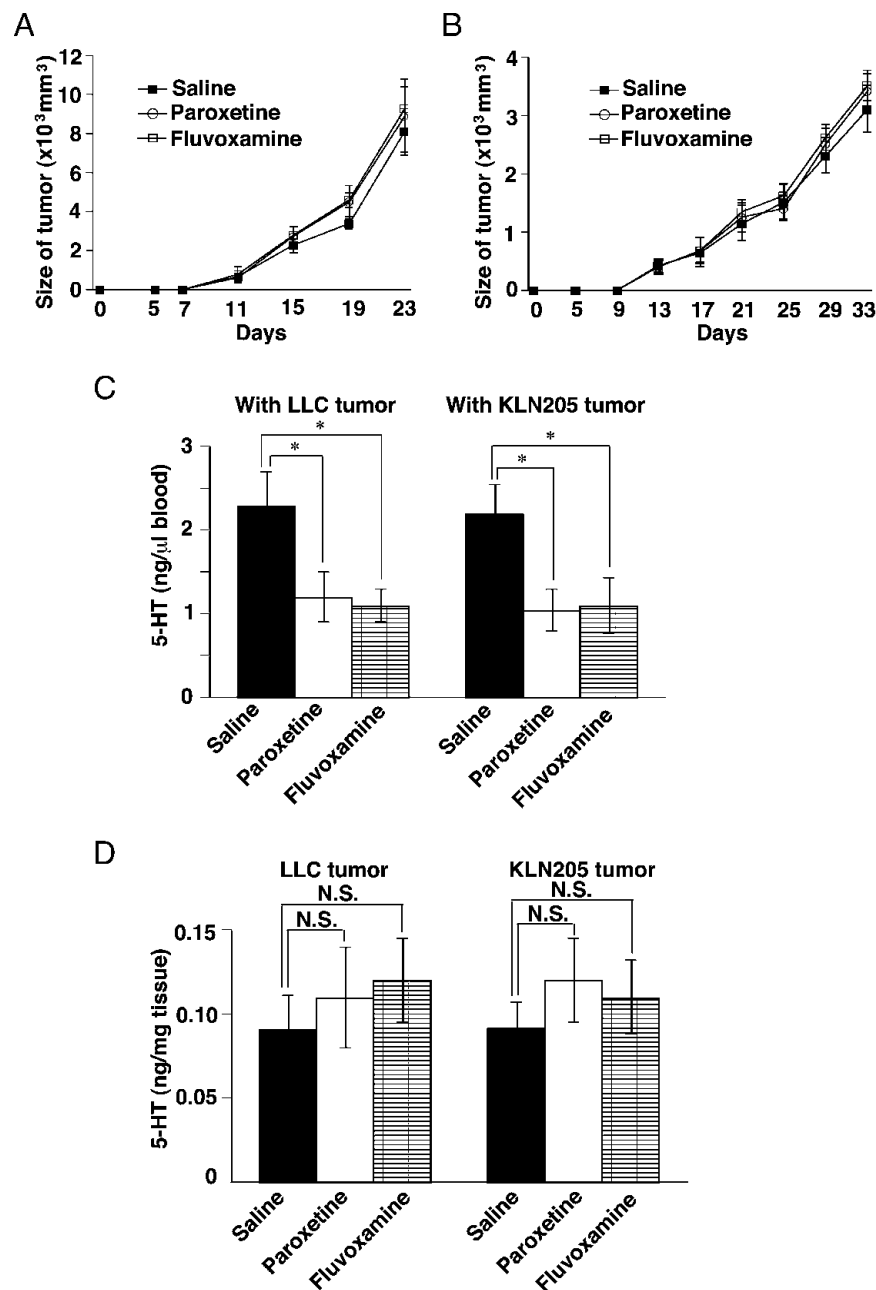 A
Size of tumor (x10³mm³)
12
10
8
6
4
2
0
Saline
Paroxetine
Fluvoxamine
0 5 7 11 15 19 23
Days
B
Size of tumor (x10³mm³)
4
3
2
1
0
Saline
Paroxetine
Fluvoxamine
0 5 9 13 17 21 25 29 33
Days
C
With LLC tumor
With KLN205 tumor
5-HT (ng/µl blood)
3
2
1
0
*
*
*
*
Saline
Paroxetine
Fluvoxamine
Saline
Paroxetine
Fluvoxamine
D
LLC tumor
KLN205 tumor
5-HT (ng/mg tissue)
0.15
0.10
0.05
0
N.S.
N.S.
N.S.
N.S.
Saline
Paroxetine
Fluvoxamine
Saline
Paroxetine
Fluvoxamine